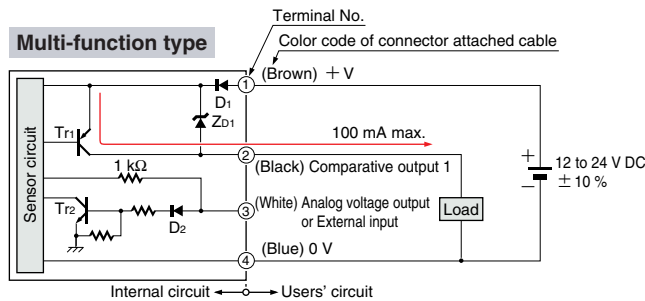 Terminal No.
Multi-function type
Color code of connector attached cable
1
(Brown) +V
D1
ZD1
Tr1
100 mA max.
2
(Black) Comparative output 1
1 kΩ
Sensor circuit
+
−
12 to 24 V DC
± 10 %
Tr2
D2
3
(White) Analog voltage output
or External input
Load
(Blue) 0 V
4
Internal circuit
Users' circuit